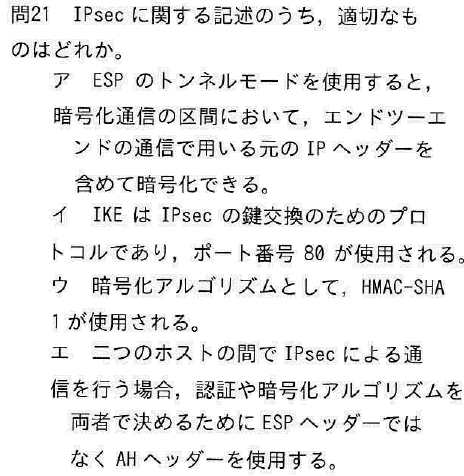 問21　IPsec に関する記述のうち，適切なも
のはどれか。
ア　ESP のトンネルモードを使用すると，
暗号化通信の区間において，エンドツーエ
ンドの通信で用いる元の IP ヘッダーを
含めて暗号化できる。
イ　IKE は IPsec の鍵交換のためのプロ
トコルであり，ポート番号 80 が使用される。
ウ　暗号化アルゴリズムとして，HMAC-SHA
1 が使用される。
エ　二つのホストの間で IPsec による通
信を行う場合，認証や暗号化アルゴリズムを
両者で決めるために ESP ヘッダーでは
なく AH ヘッダーを使用する。